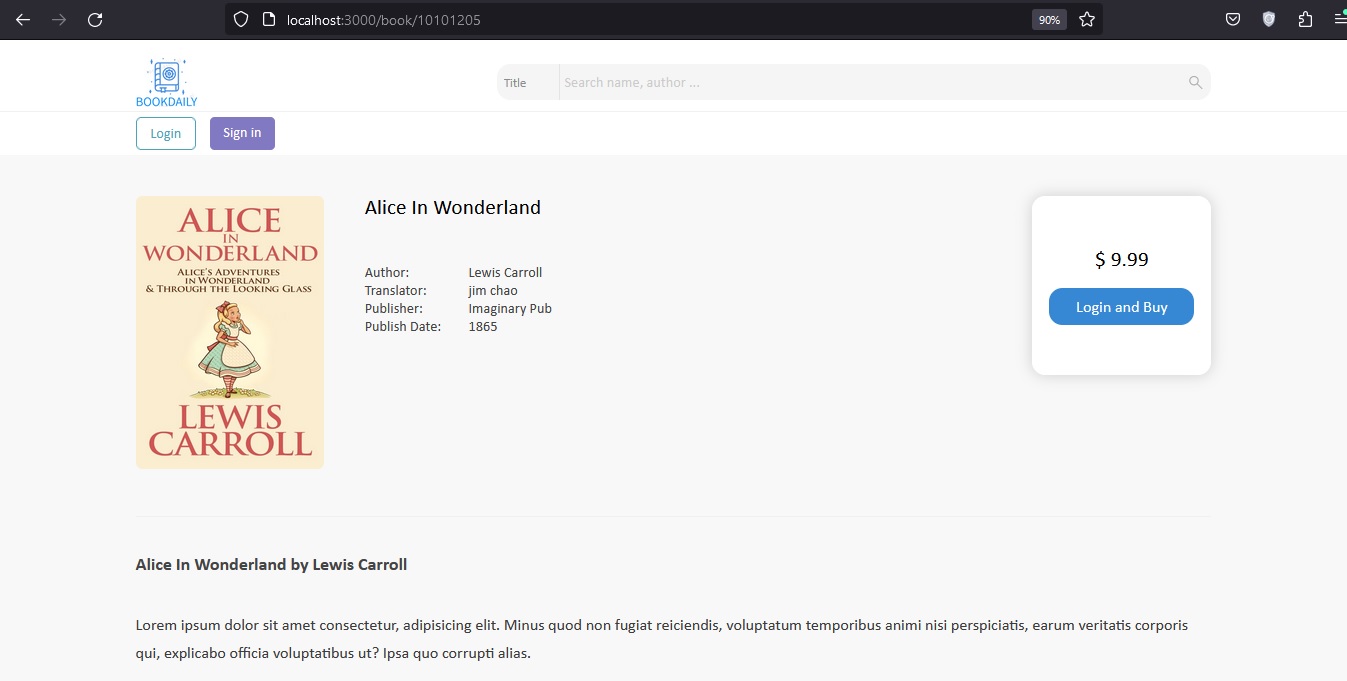 localhost:3000/book/10101205
90%
BOOKDAILY
Title
Search name, author ...
Login
Sign in
ALICE
IN
WONDERLAND
ALICE'S ADVENTURES
IN WONDERLAND
& THROUGH THE LOOKING GLASS
LEWIS
CARROLL
Alice In Wonderland
Author: Lewis Carroll
Translator: jim chao
Publisher: Imaginary Pub
Publish Date: 1865
$ 9.99
Login and Buy
Alice In Wonderland by Lewis Carroll
Lorem ipsum dolor sit amet consectetur, adipisicing elit. Minus quod non fugiat reiciendis, voluptatum temporibus animi nisi perspiciatis, earum veritatis corporis
qui, explicabo officia voluptatibus ut? Ipsa quo corrupti alias.